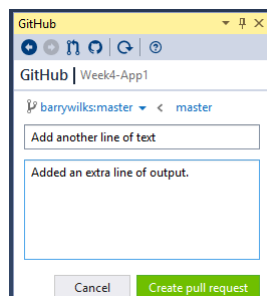 GitHub
GitHub | Week4-App1
barrywilks:master < master
Add another line of text
Added an extra line of output.
Cancel Create pull request